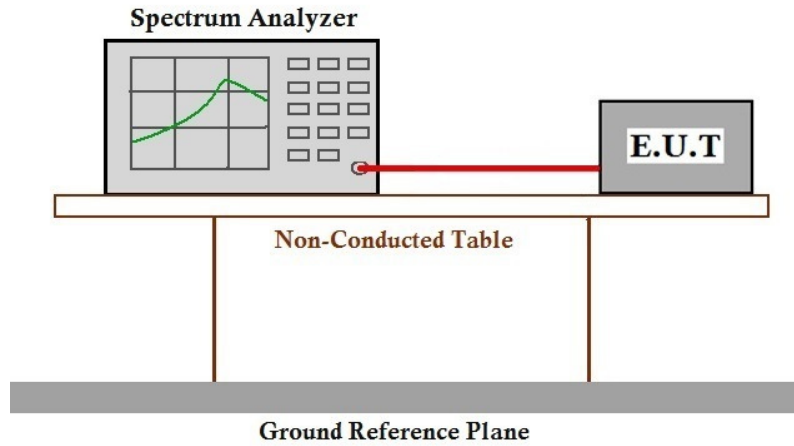 Spectrum Analyzer
E.U.T
Non-Conducted Table
Ground Reference Plane